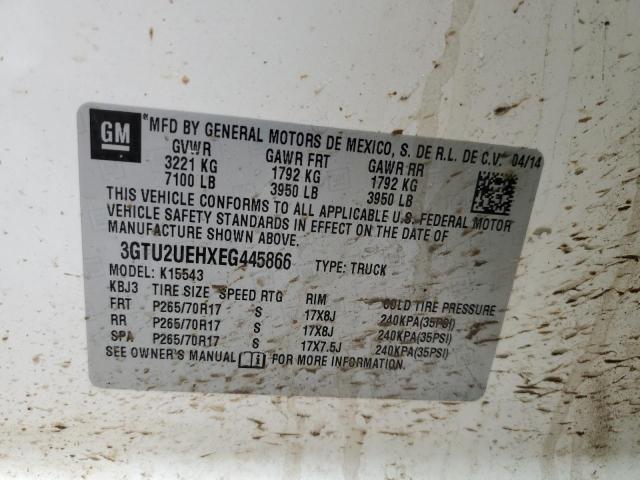 GM MFD BY GENERAL MOTORS DE MEXICO, S. DE R.L. DE C.V. 04/14
GVWR GAWR FRT GAWR RR
3221 KG 1792 KG 1792 KG
7100 LB 3950 LB 3950 LB
THIS VEHICLE CONFORMS TO ALL APPLICABLE U.S. FEDERAL MOTOR
VEHICLE SAFETY STANDARDS IN EFFECT ON THE DATE OF
MANUFACTURE SHOWN ABOVE.
3GTU2UEHXEG445866 TYPE: TRUCK
MODEL: K15543
KBJ3 TIRE SIZE SPEED RTG RIM COLD TIRE PRESSURE
FRT P265/70R17 S 17X8J 240KPA(35PSI)
RR P265/70R17 S 17X8J 240KPA(35PSI)
SPA P265/70R17 S 17X7.5J 240KPA(35PSI)
SEE OWNER'S MANUAL FOR MORE INFORMATION.